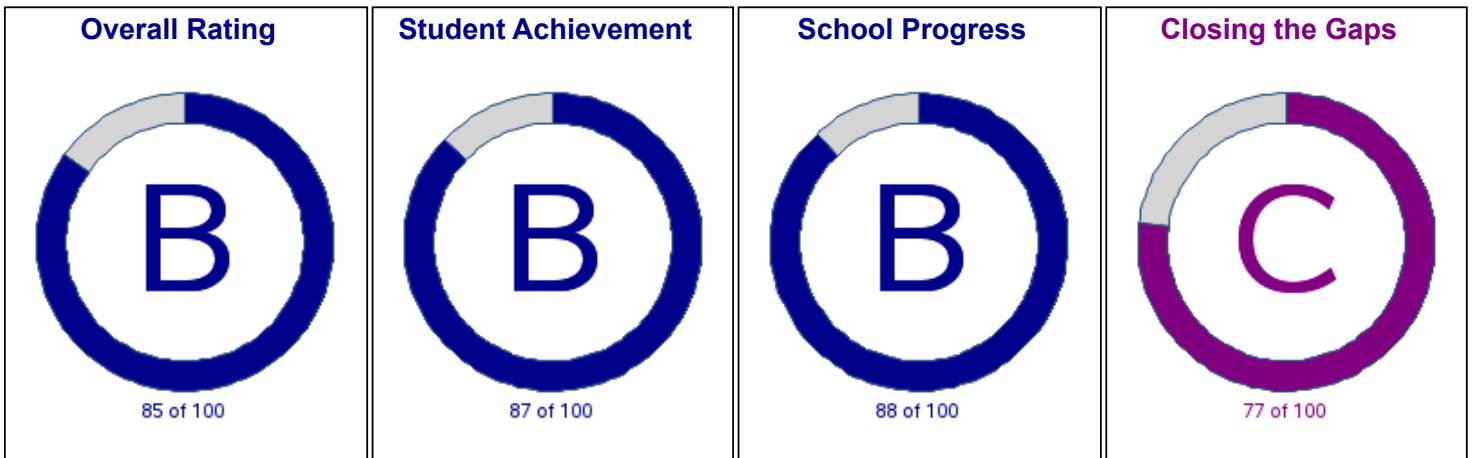 Overall Rating
B
85 of 100
Student Achievement
B
87 of 100
School Progress
B
88 of 100
Closing the Gaps
C
77 of 100